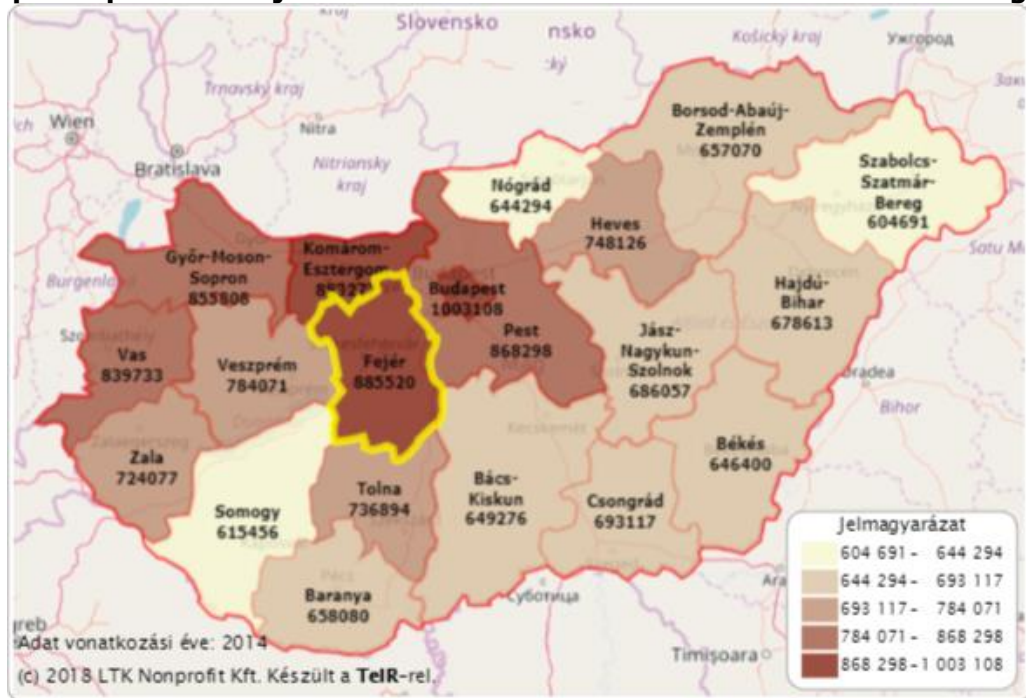 Slovensko
nsko
Košický kraj
Ужгород
Trnavský kraj
Wien
Nitra
Bratislava
Nitriansky
kraj
Borsod-Abaúj-
Zemplén
657070
Szabolcs-
Szatmár-
Bereg
604691
Nógrád
644294
Heves
748126
Satu M
Győr-Moson-
Sopron
855808
Komárom-
Esztergom
Burgenla
Budapest
1003108
Hajdú-
Bihar
678613
Pest
868298
Jász-
Nagykun-
Szolnok
686057
Vas
839733
Veszprém
784071
Fejér
885520
Bihor
Zala
724077
Békés
646400
Somogy
615456
Tolna
736894
Bács-
Kiskun
649276
Csongrád
693117
Baranya
658080
Суботица
Timișoara
Jelmagyarázat
604 691 - 644 294
644 294 - 693 117
693 117 - 784 071
784 071 - 868 298
868 298 - 1 003 108
Adat vonatkozási éve: 2014
(c) 2018 LTK Nonprofit Kft. Készült a TeIR-rel.